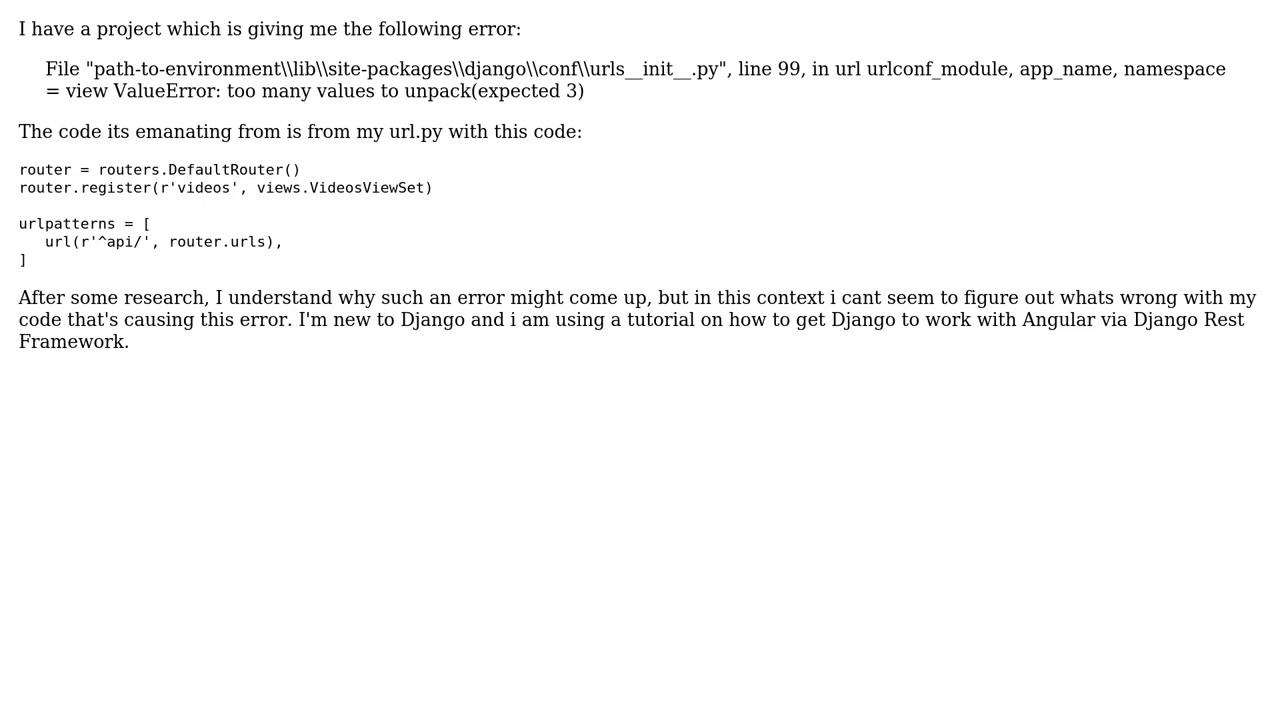 I have a project which is giving me the following error:
File "path-to-environment\\lib\\site-packages\\django\\conf\\urls__init__.py", line 99, in url urlconf_module, app_name, namespace
= view ValueError: too many values to unpack(expected 3)
The code its emanating from is from my url.py with this code:
router = routers.DefaultRouter()
router.register(r'videos', views.VideosViewSet)
urlpatterns = [
   url(r'^api/', router.urls),
]
After some research, I understand why such an error might come up, but in this context i cant seem to figure out whats wrong with my
code that's causing this error. I'm new to Django and i am using a tutorial on how to get Django to work with Angular via Django Rest
Framework.